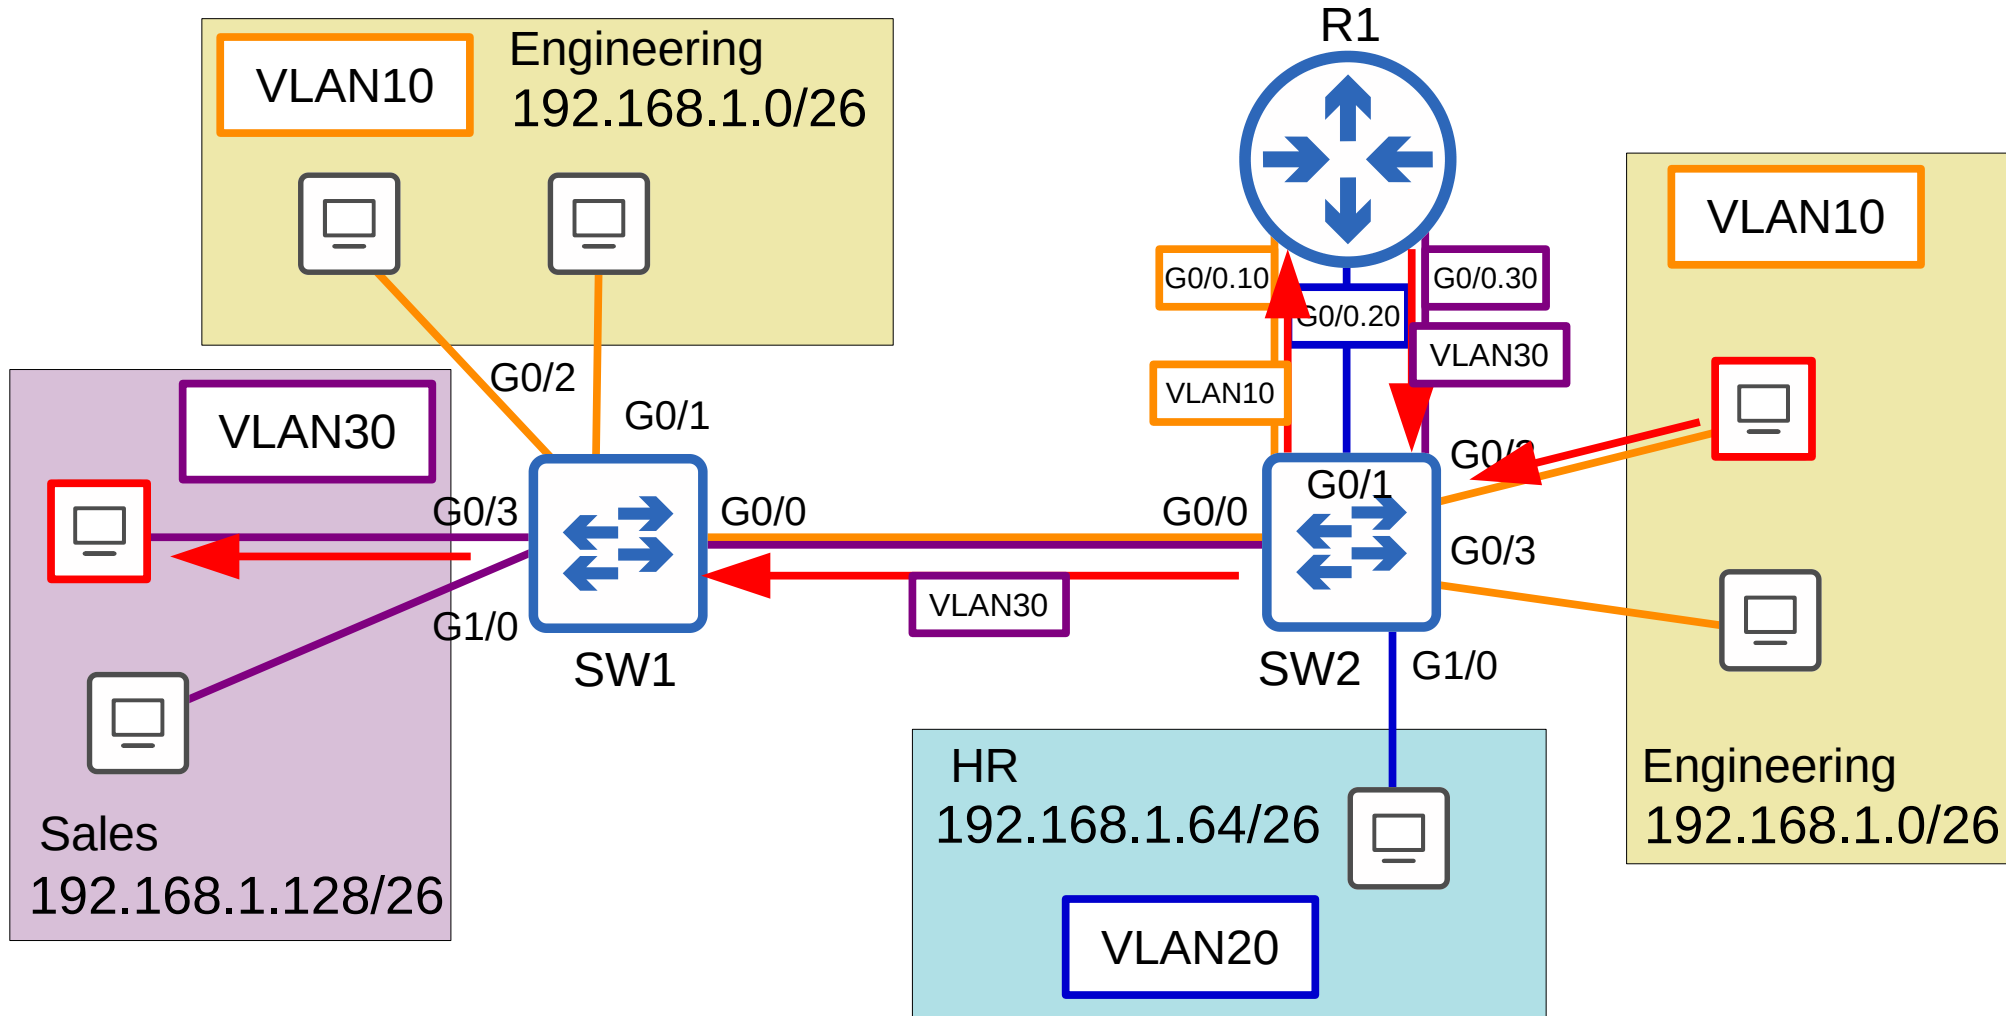 R1
VLAN10
Engineering
192.168.1.0/26
VLAN10
G0/0.10
G0/0.30
G0/0.20
VLAN30
VLAN10
G0/2
G0/1
VLAN30
G0/3
G0/0
G0/0
G0/1
G0/3
G1/0
VLAN30
SW1
SW2
G1/0
HR
192.168.1.64/26
VLAN20
Engineering
192.168.1.0/26
Sales
192.168.1.128/26